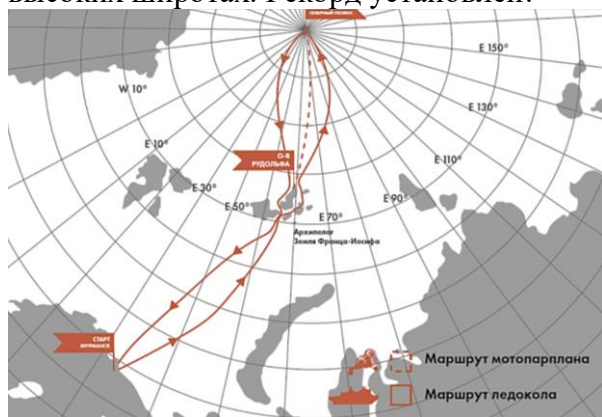 высоких широтах. Рекорд установлен!
СЕВЕРНЫЙ ПОЛЮС
E 150°
W 10°
E 130°
E 10°
О-В
РУДОЛЬФА
E 110°
E 30°
E 50°
E 70°
E 90°
Архипелаг
Земля Франца-Иосифа
СТАРТ
МУРМАНСК
Маршрут мотопарплана
Маршрут ледокола